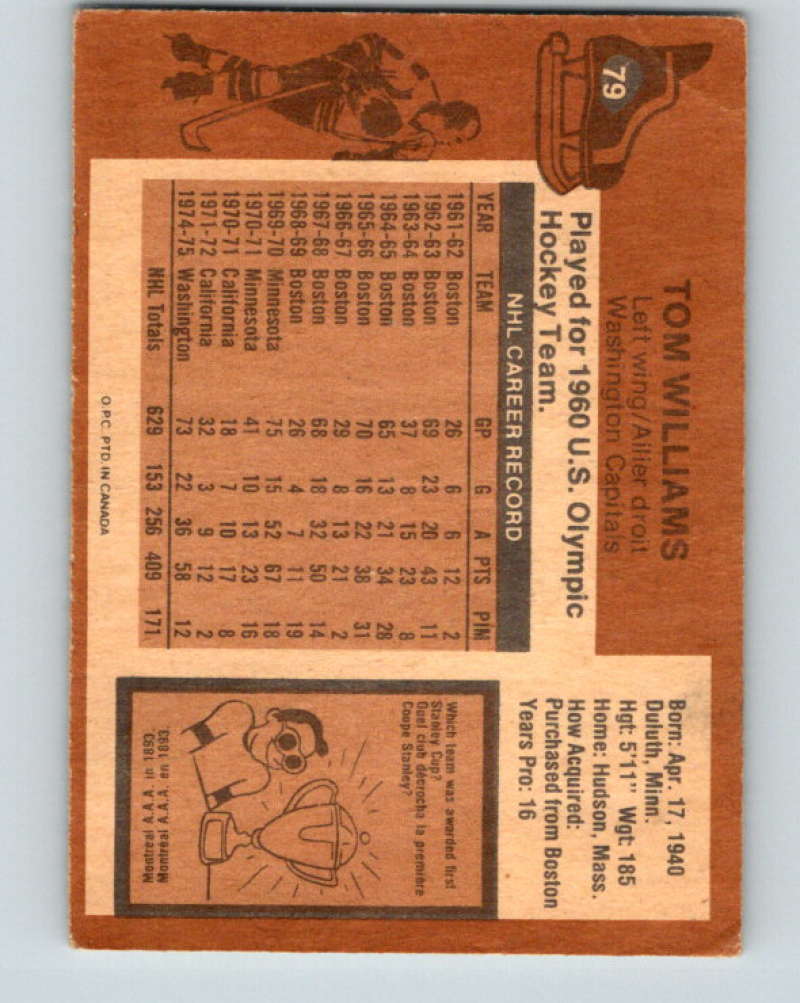 79
TOM WILLIAMS
Left wing/Ailier droit
Washington Capitals
Played for 1960 U.S. Olympic
Hockey Team.
NHL CAREER RECORD
YEAR TEAM GP G A PTS PIM
1961-62 Boston 26 6 6 12 2
1962-63 Boston 69 23 20 43 11
1963-64 Boston 37 8 15 23 8
1964-65 Boston 65 13 21 34 28
1965-66 Boston 70 16 22 38 31
1966-67 Boston 29 8 13 21 2
1967-68 Boston 68 18 32 50 14
1968-69 Boston 26 4 7 11 19
1969-70 Minnesota 75 15 52 67 18
1970-71 Minnesota 41 10 13 23 16
1970-71 California 18 7 10 17 8
1971-72 California 32 3 9 12 2
1974-75 Washington 73 22 36 58 12
NHL Totals 629 153 256 409 171
O.P.C. PTD. IN CANADA
Born: Apr. 17, 1940
Duluth, Minn.
Hgt: 5'11" Wgt: 185
Home: Hudson, Mass.
How Acquired:
Purchased from Boston
Years Pro: 16
Which team was awarded first
Stanley Cup?
Quel club décrocha la première
Coupe Stanley?
Montreal A.A.A. in 1893.
Montréal A.A.A. en 1893.